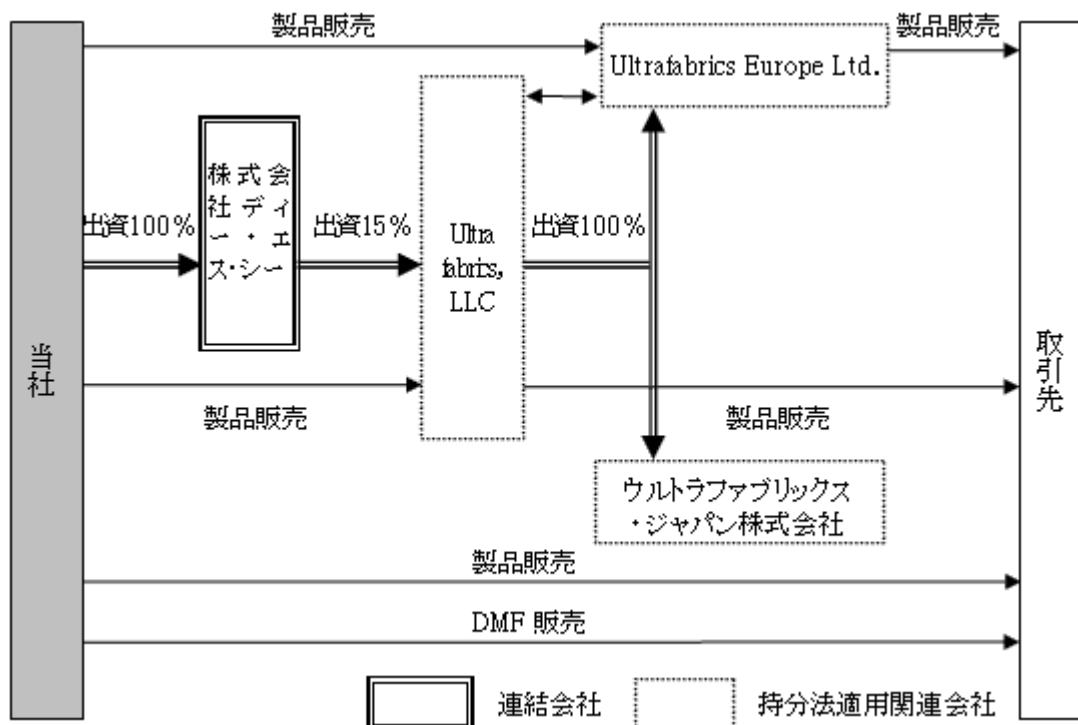 製品販売
製品販売
Ultrafabrics Europe Ltd.
株式会
社ディ
ー・エ
ス・シー
出資100%
出資15%
Ultra
fabrics,
LLC
出資100%
当社
取引先
製品販売
製品販売
ウルトラファブリックス
・ジャパン株式会社
製品販売
DMF 販売
連結会社
持分法適用関連会社